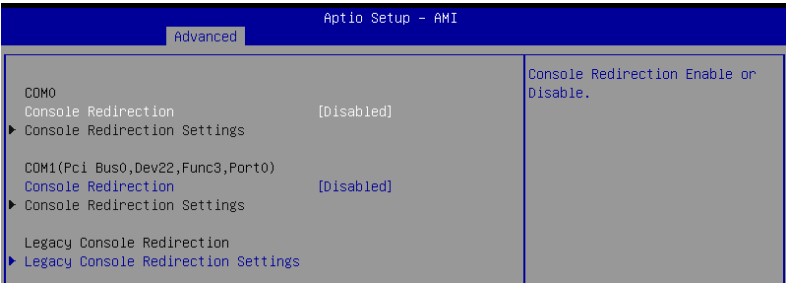 Aptio Setup - AMI
Advanced
COM0
Console Redirection [Disabled]
Console Redirection Settings
COM1(Pci Bus0,Dev22,Func3,Port0)
Console Redirection [Disabled]
Console Redirection Settings
Legacy Console Redirection
Legacy Console Redirection Settings
Console Redirection Enable or
Disable.